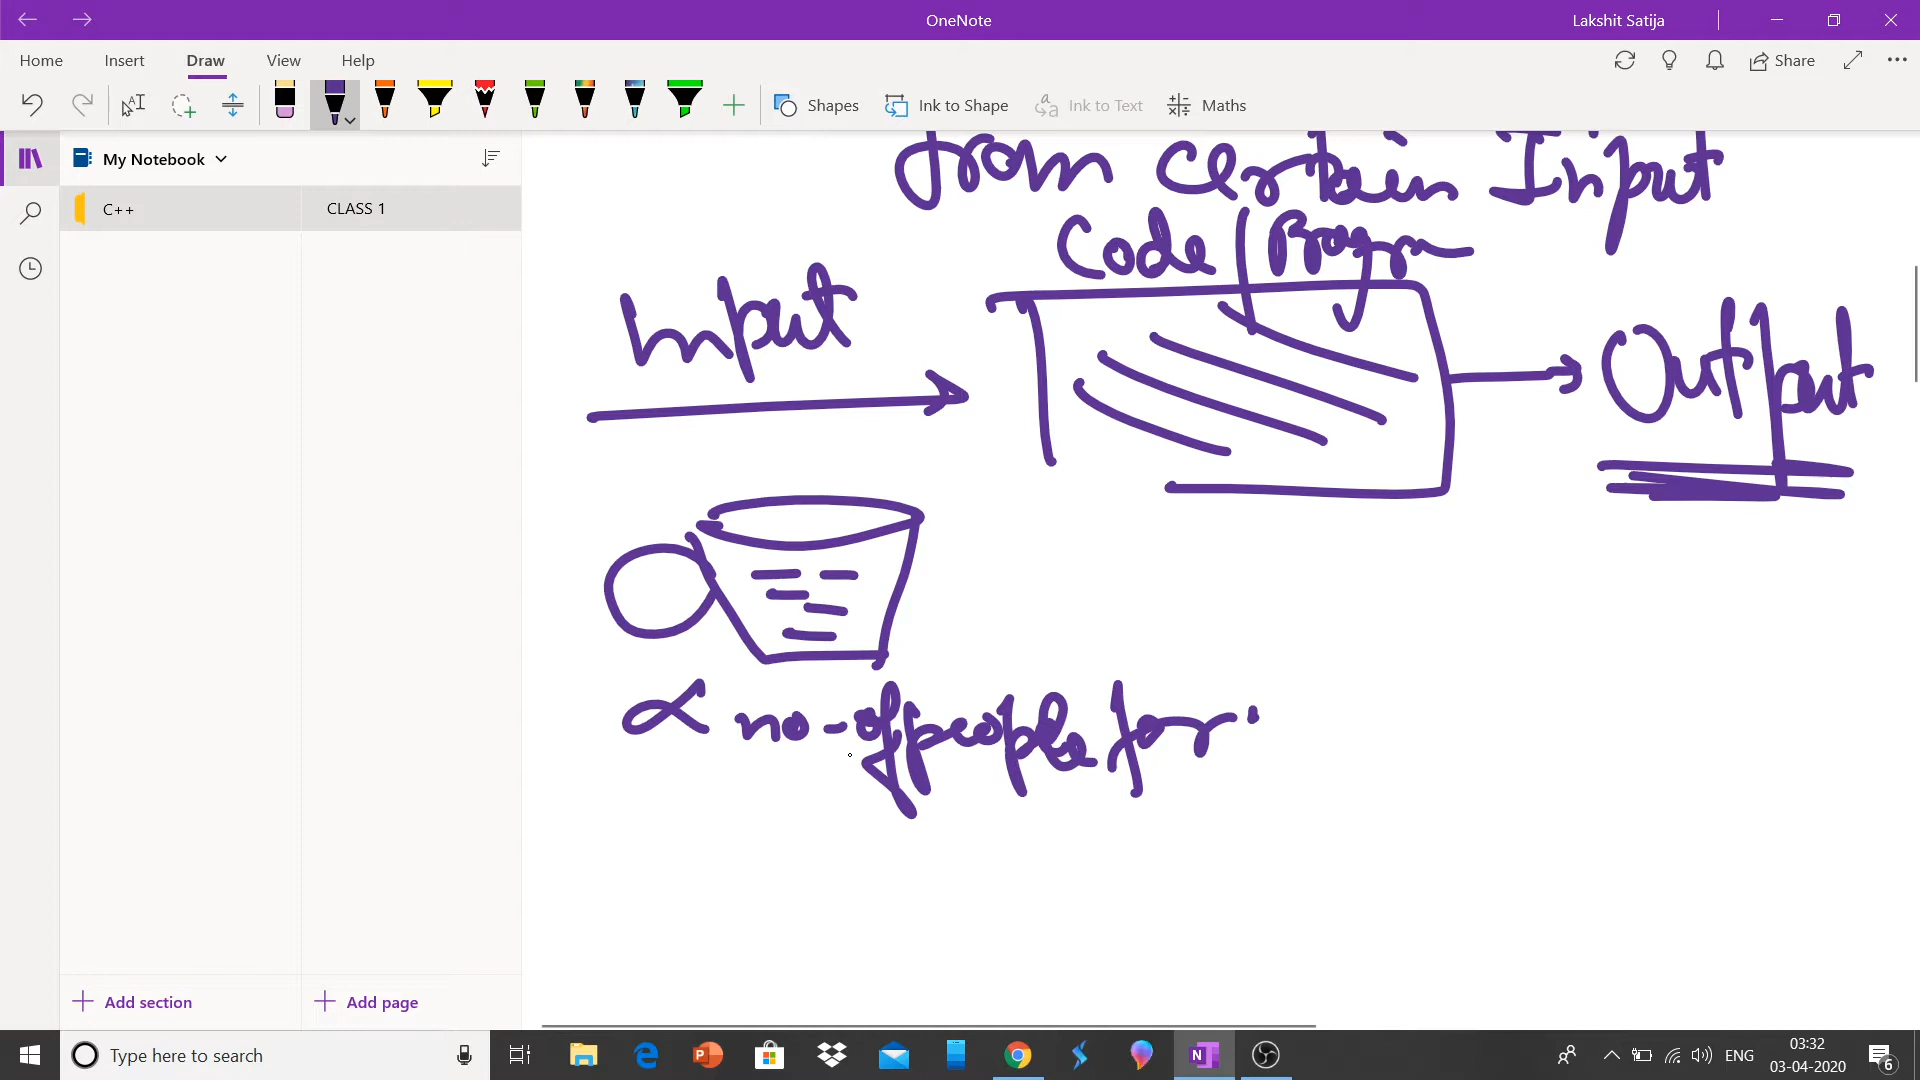 OneNote
Lakshit Satija
Home Insert Draw View Help
Share
Shapes Ink to Shape Ink to Text Maths
My Notebook
C++ CLASS 1
from certain Input
Code / Program
Input
Output
∝ no. of people for
Add section Add page
Type here to search
ENG
03:32
03-04-2020
6